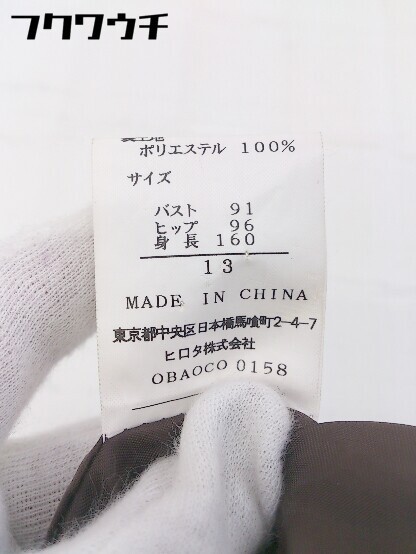 フクワウチ
ポリエステル 100%
サイズ
バスト 91
ヒップ 96
身長 160
13
MADE IN CHINA
東京都中央区日本橋馬喰町2-4-7
ヒロタ株式会社
OBAOCO 0158